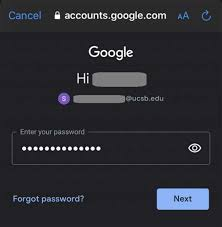 Cancel accounts.google.com AA
Google
Hi
S @ucsb.edu
Enter your password
••••••••••••••
Forgot password? Next